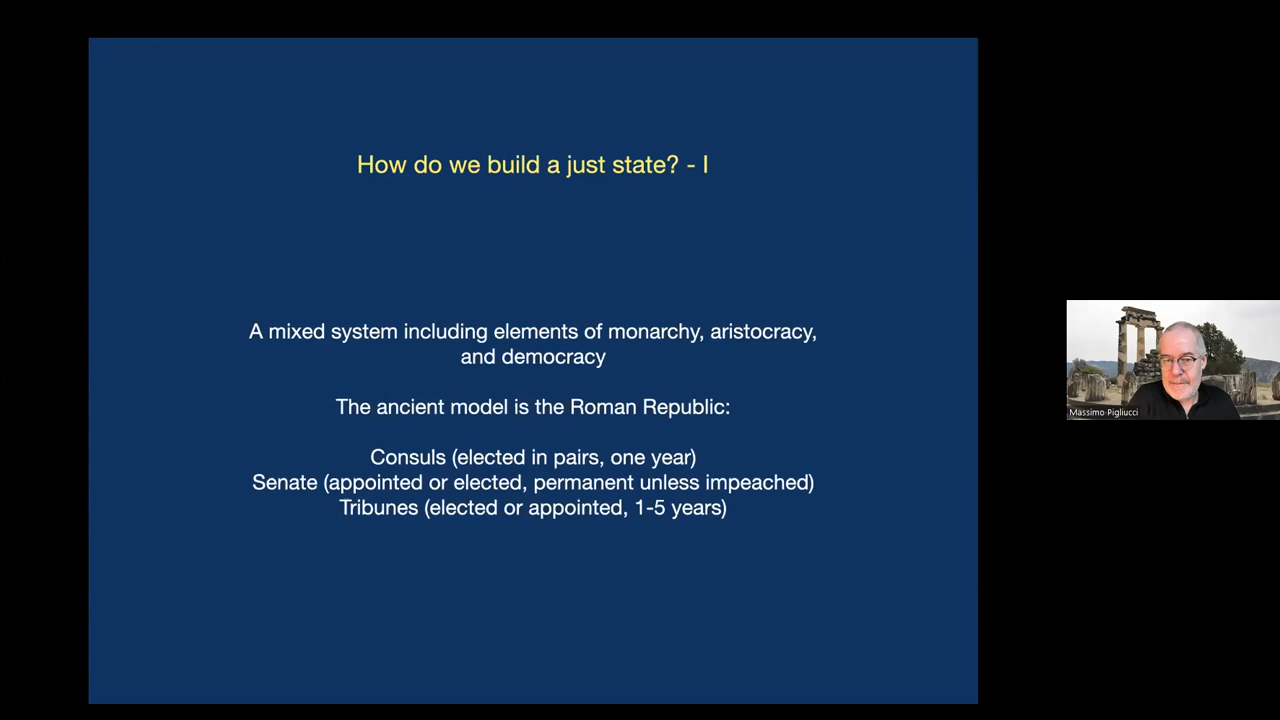 How do we build a just state? - I
A mixed system including elements of monarchy, aristocracy,
and democracy
The ancient model is the Roman Republic:
Consuls (elected in pairs, one year)
Senate (appointed or elected, permanent unless impeached)
Tribunes (elected or appointed, 1-5 years)
Massimo Pigliucci